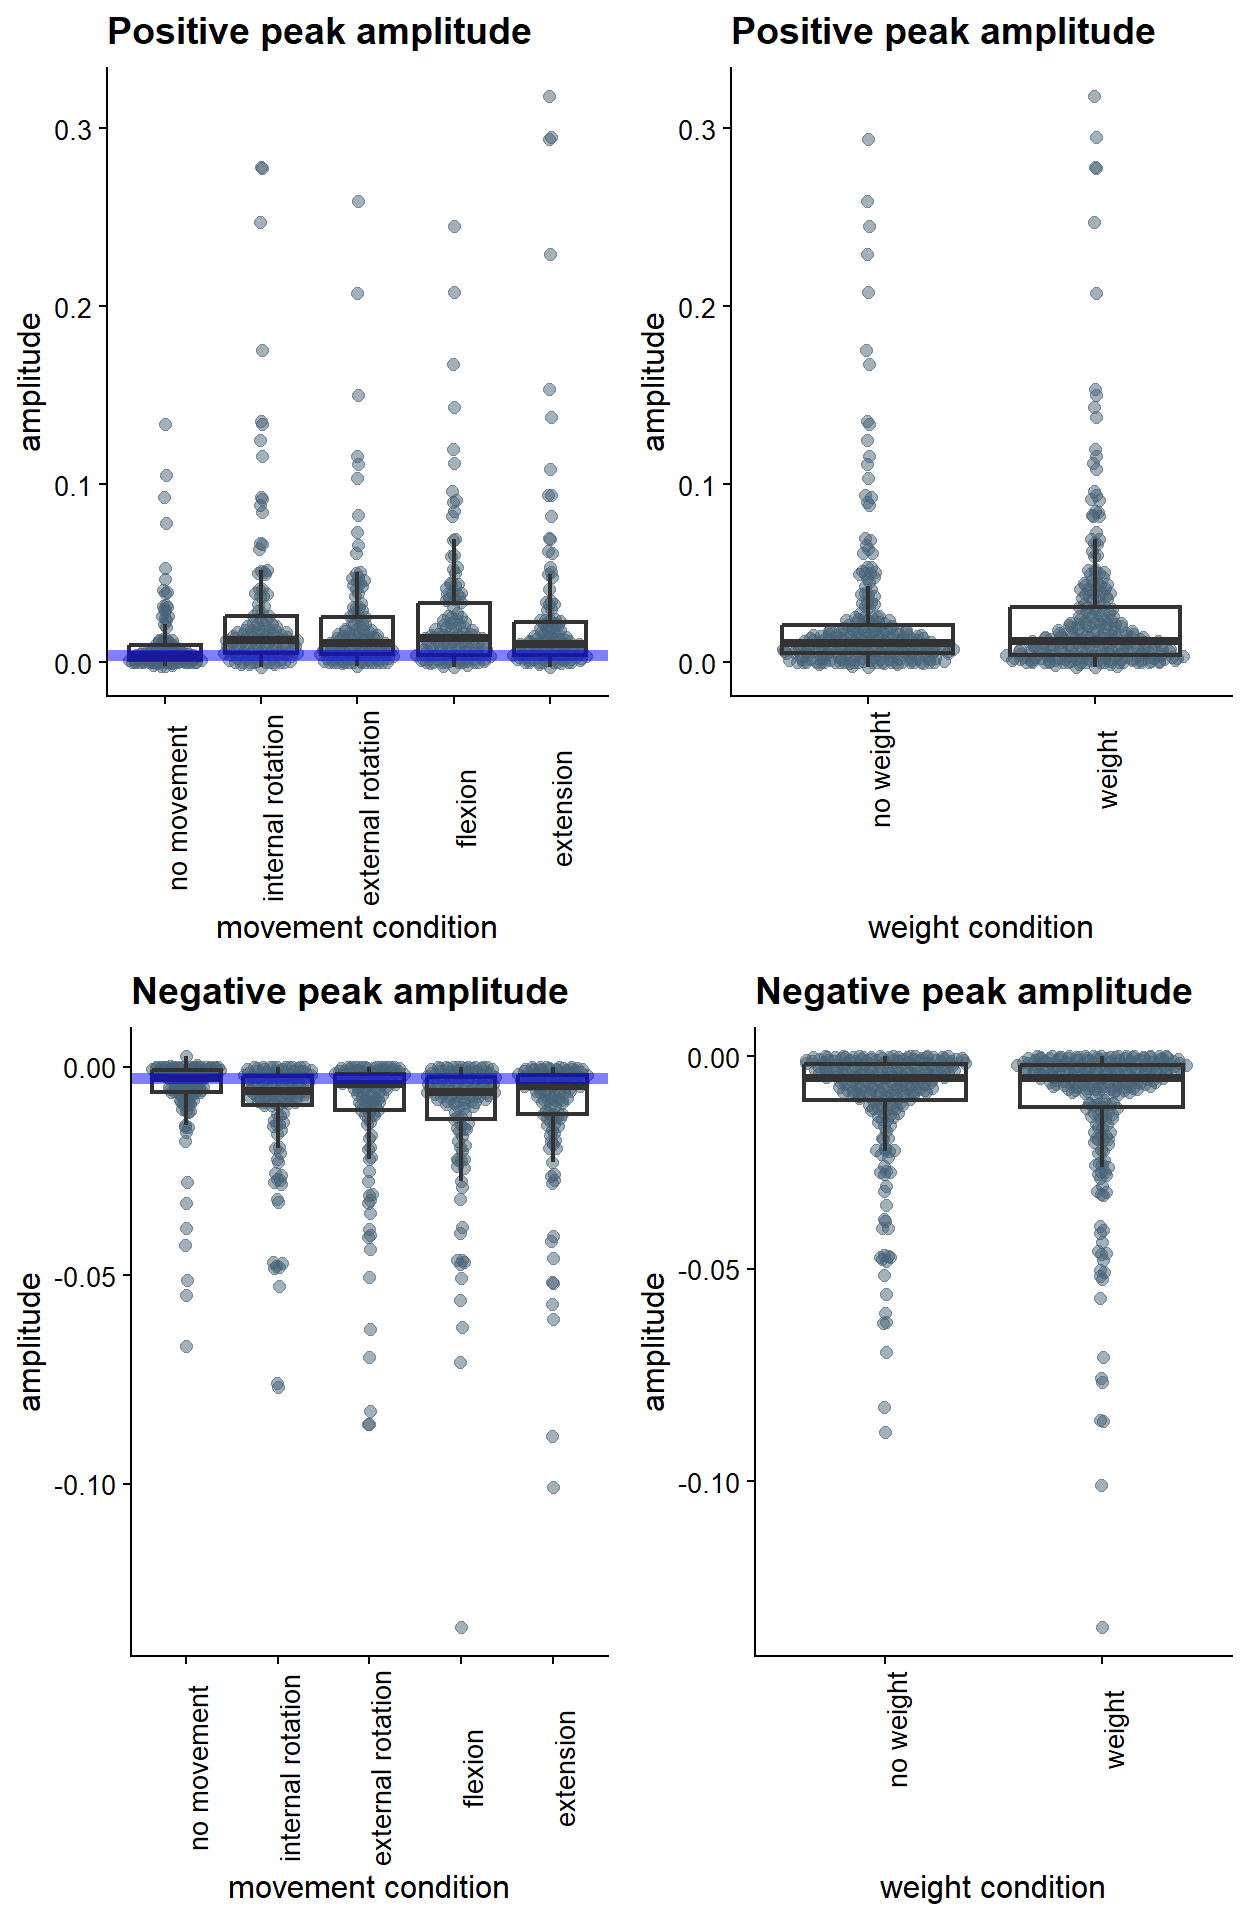 Positive peak amplitude
amplitude
0.3
0.2
0.1
0.0
no movement
internal rotation
external rotation
flexion
extension
movement condition
Positive peak amplitude
amplitude
0.3
0.2
0.1
0.0
no weight
weight
weight condition
Negative peak amplitude
amplitude
0.00
-0.05
-0.10
no movement
internal rotation
external rotation
flexion
extension
movement condition
Negative peak amplitude
amplitude
0.00
-0.05
-0.10
no weight
weight
weight condition